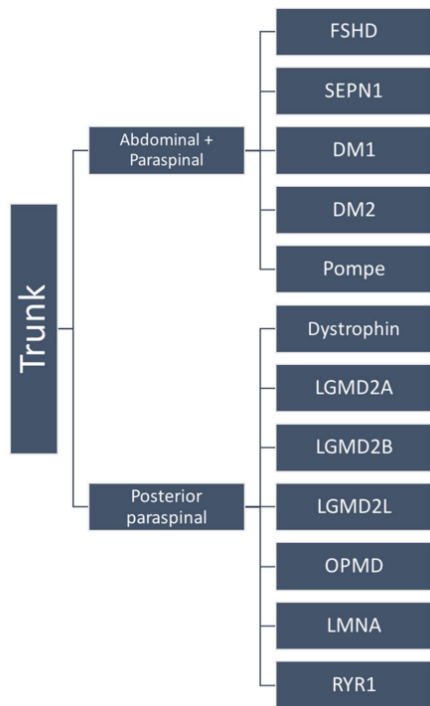 Trunk
Abdominal +
Paraspinal
FSHD
SEPN1
DM1
DM2
Pompe
Posterior
paraspinal
Dystrophin
LGMD2A
LGMD2B
LGMD2L
OPMD
LMNA
RYR1